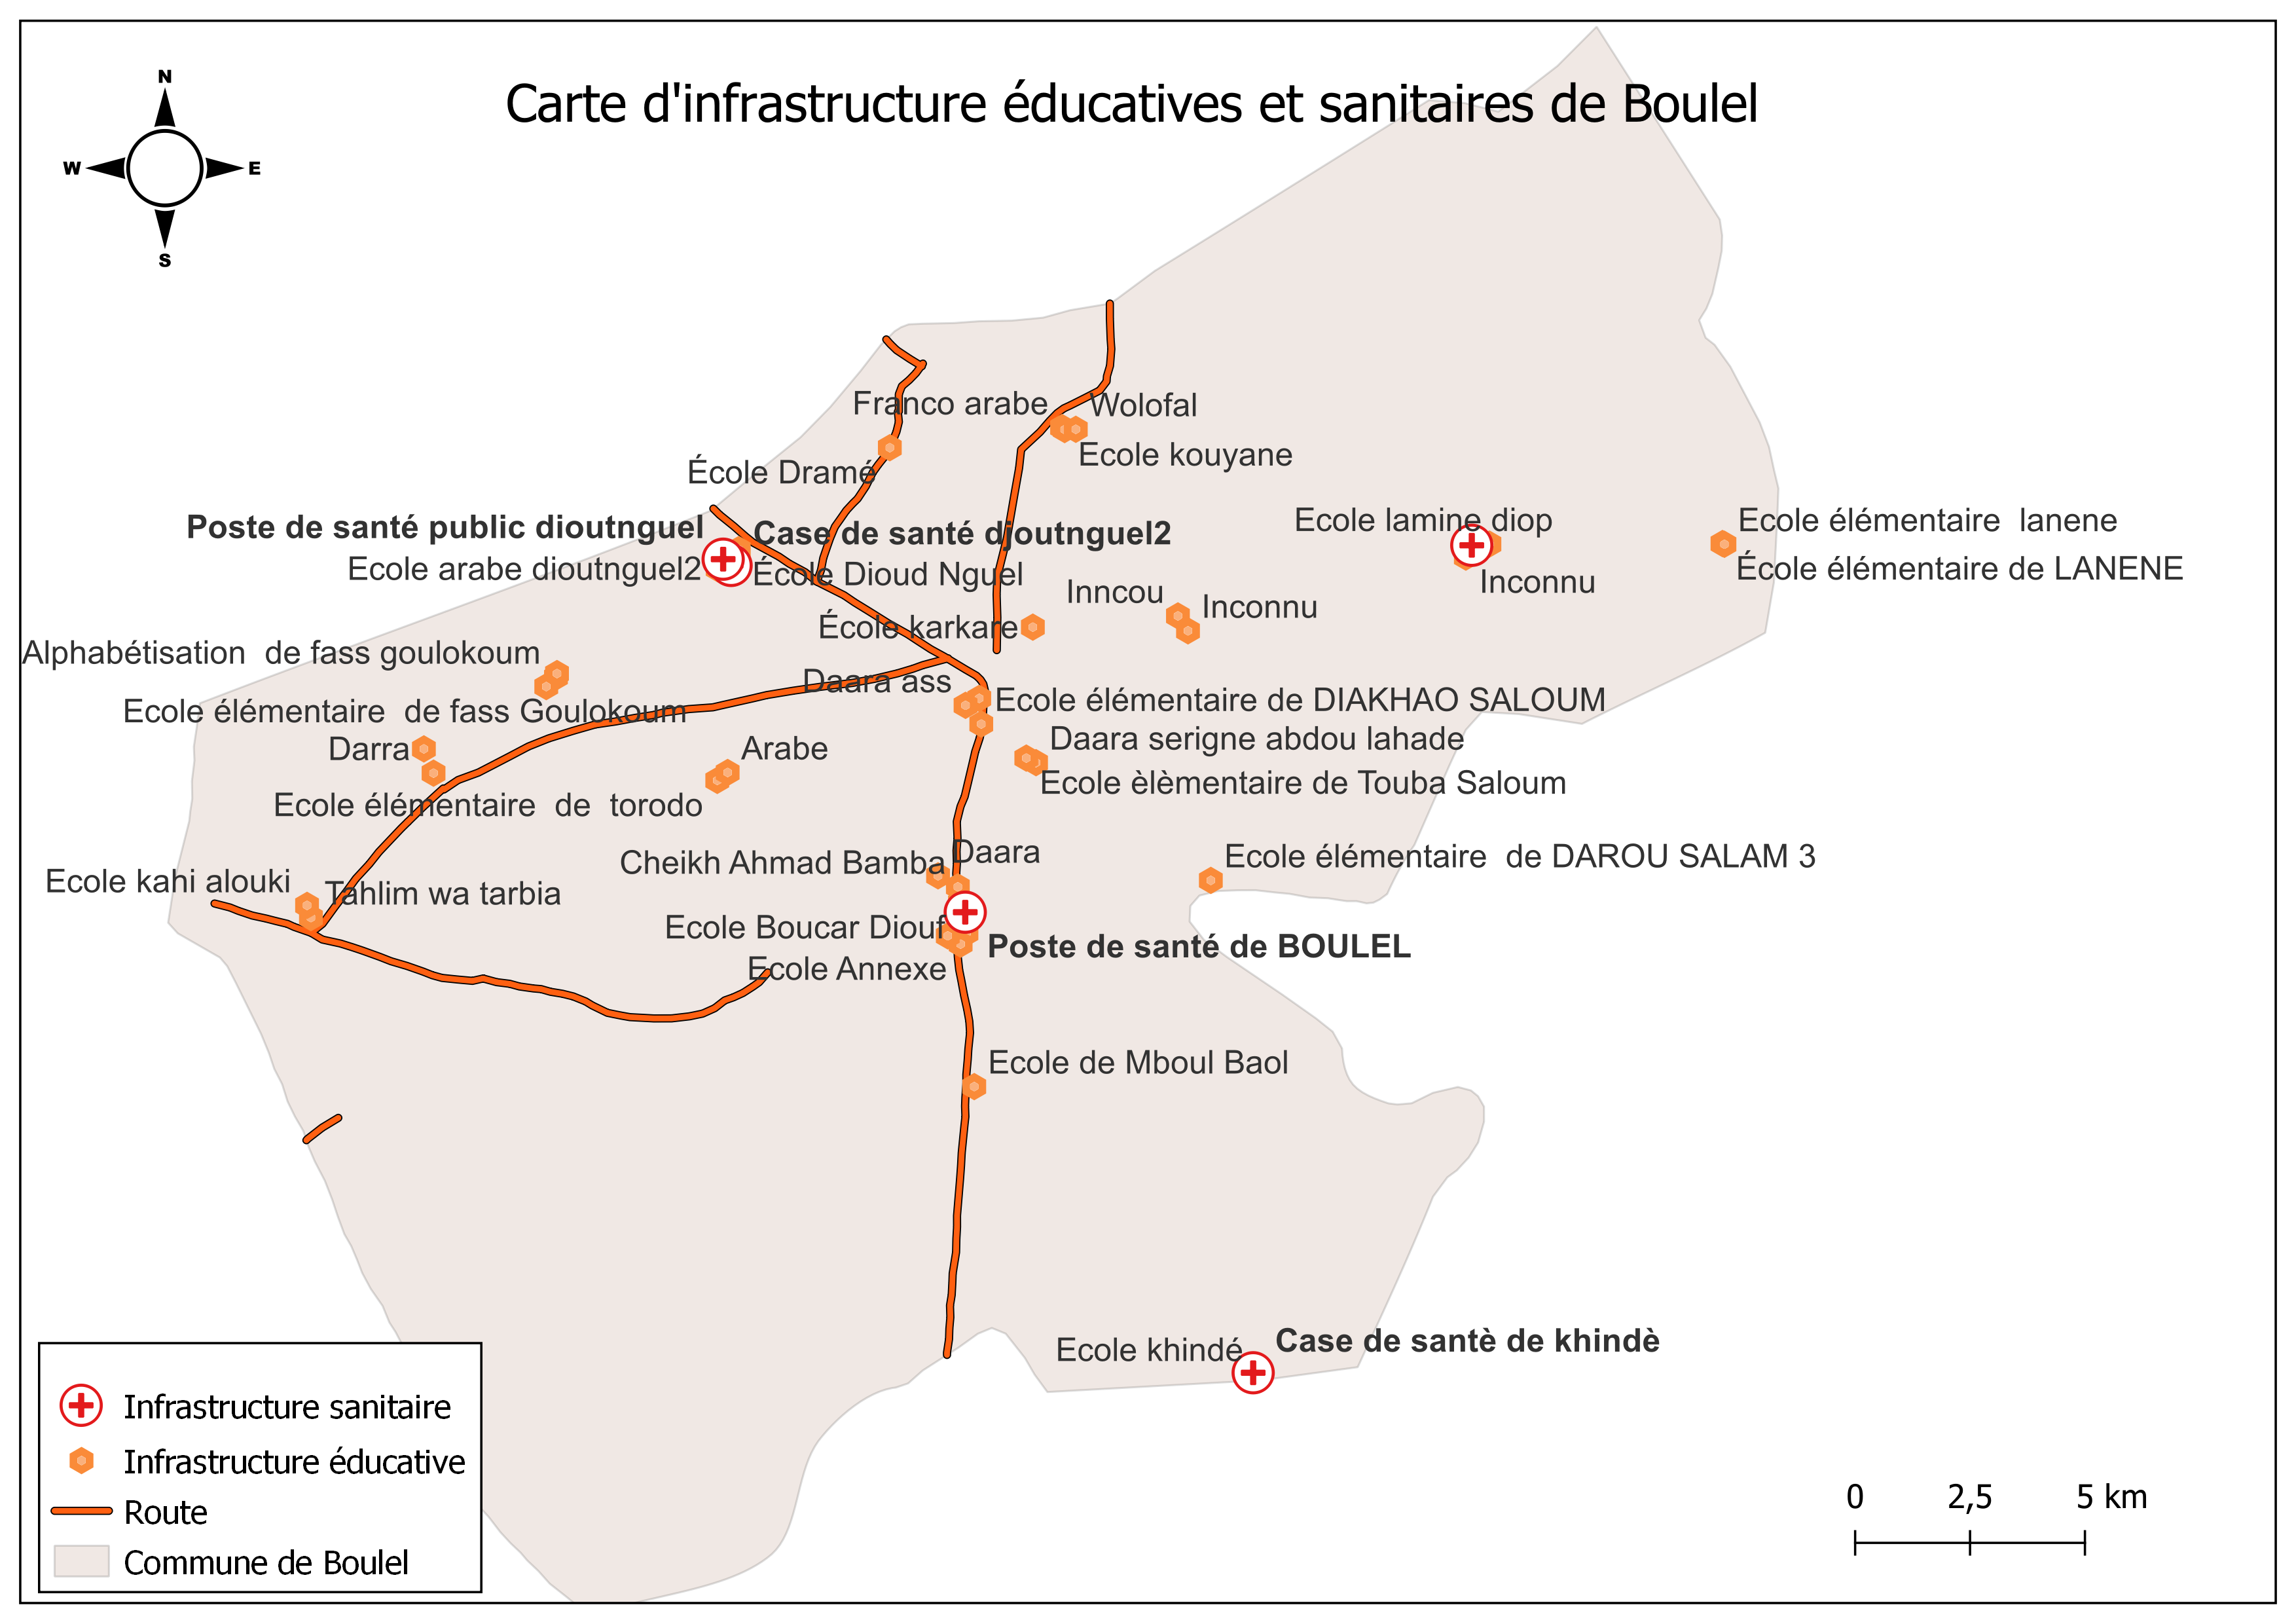 Carte d'infrastructure éducatives et sanitaires de Boulel
N
W
E
S
Franco arabe
Wolofal
Ecole kouyane
École Dramé
Poste de santé public dioutnguel
Case de santé djoutnguel2
Ecole lamine diop
Ecole élémentaire  lanene
Ecole arabe dioutnguel2
École Dioud Nguel
Inconnu
École élémentaire de LANENE
Inncou
Inconnu
École karkare
Alphabétisation  de fass goulokoum
Daara ass
Ecole élémentaire de DIAKHAO SALOUM
Ecole élémentaire  de fass Goulokoum
Darra
Arabe
Daara serigne abdou lahade
Ecole èlèmentaire de Touba Saloum
Ecole élémentaire  de  torodo
Cheikh Ahmad Bamba
Daara
Ecole élémentaire  de DAROU SALAM 3
Ecole kahi alouki
Tahlim wa tarbia
Ecole Boucar Diouf
Poste de santé de BOULEL
Ecole Annexe
Ecole de Mboul Baol
Ecole khindé
Case de santè de khindè
Infrastructure sanitaire
Infrastructure éducative
Route
Commune de Boulel
0 2,5 5 km